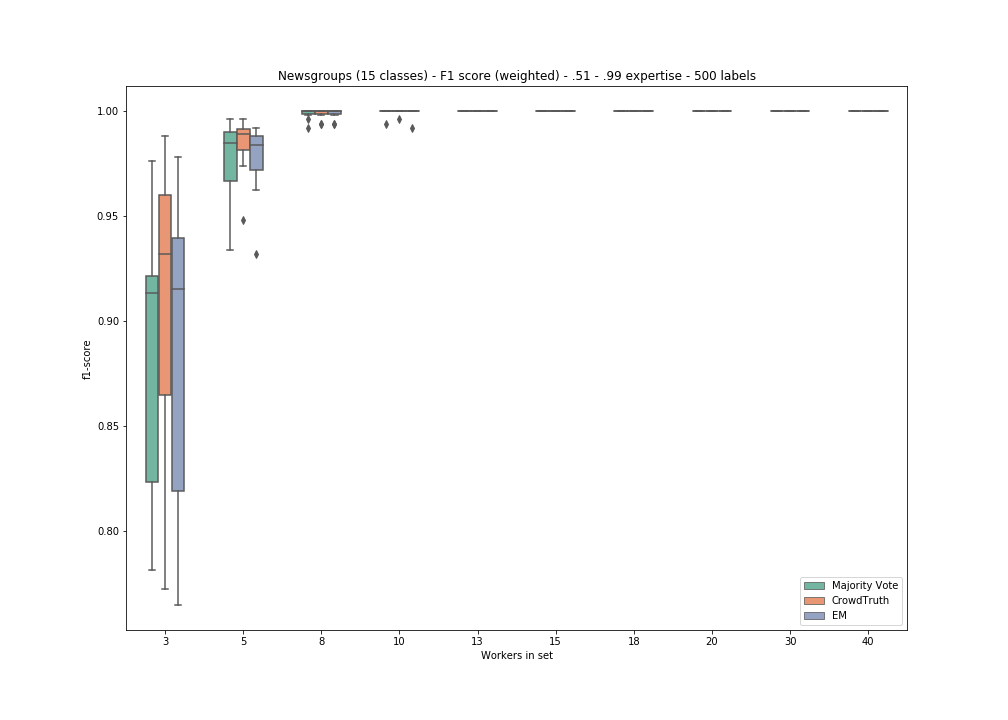 Newsgroups (15 classes) - F1 score (weighted) - .51 - .99 expertise - 500 labels
f1-score
1.00
0.95
0.90
0.85
0.80
Majority Vote
CrowdTruth
EM
3 5 8 10 13 15 18 20 30 40
Workers in set